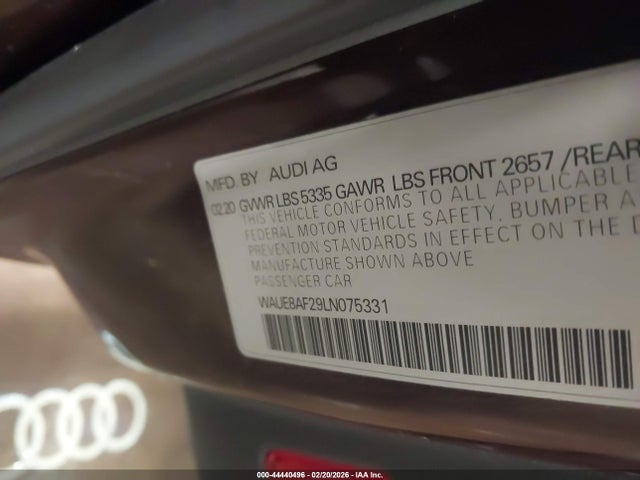 MFD. BY AUDI AG
02.20 GVWR LBS 5335 GAWR LBS FRONT 2657 /REAR
THIS VEHICLE CONFORMS TO ALL APPLICABLE
FEDERAL MOTOR VEHICLE SAFETY, BUMPER A
PREVENTION STANDARDS IN EFFECT ON THE D
MANUFACTURE SHOWN ABOVE
PASSENGER CAR
WAUE8AF29LN075331
000-44440496 - 02/20/2026 - IAA Inc.